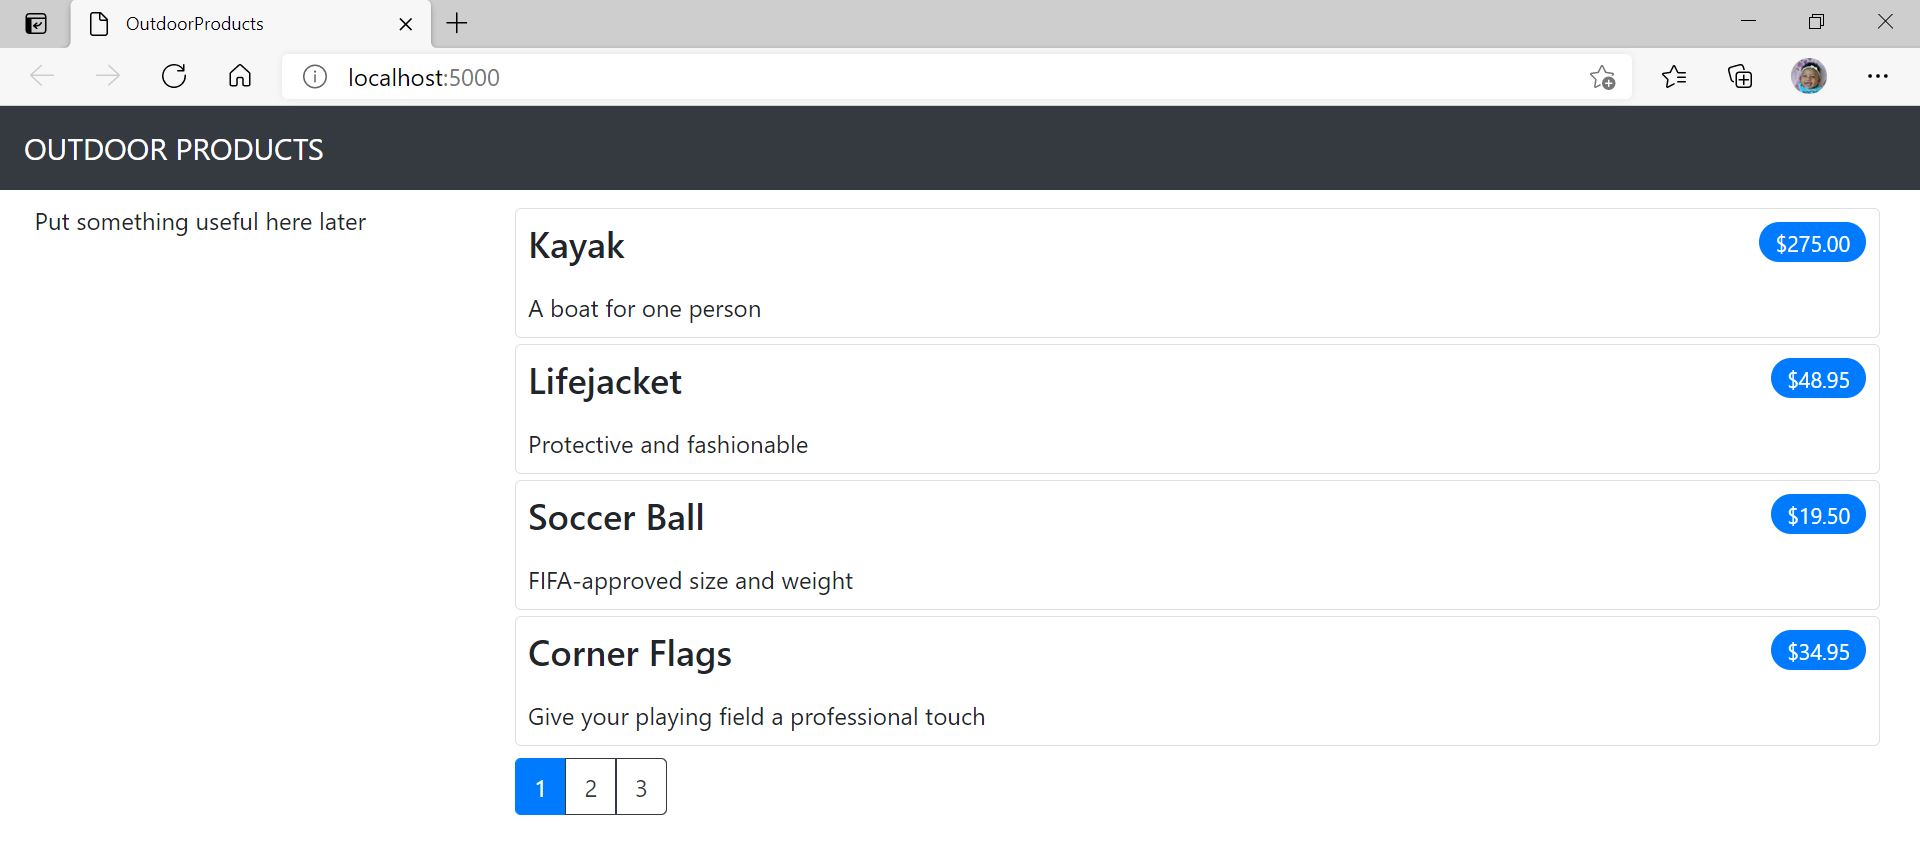 OutdoorProducts
localhost:5000
OUTDOOR PRODUCTS
Put something useful here later
Kayak
$275.00
A boat for one person
Lifejacket
$48.95
Protective and fashionable
Soccer Ball
$19.50
FIFA-approved size and weight
Corner Flags
$34.95
Give your playing field a professional touch
1 2 3